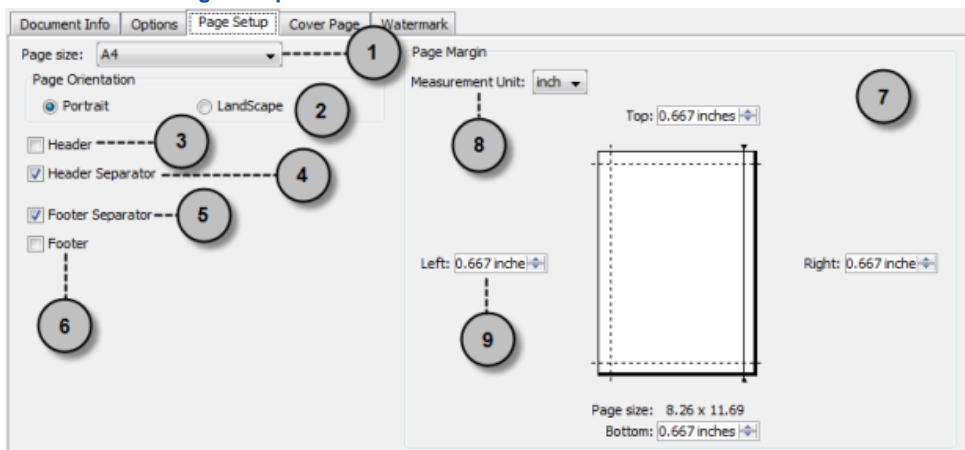 Document Info Options Page Setup Cover Page Watermark
Page size: A4
1
Page Orientation
Portrait LandScape
2
Header
3
Header Separator
4
Footer Separator
5
Footer
6
Page Margin
7
Measurement Unit: inch
8
Top: 0.667 inches
Left: 0.667 inche
Right: 0.667 inche
9
Page size: 8.26 x 11.69
Bottom: 0.667 inches